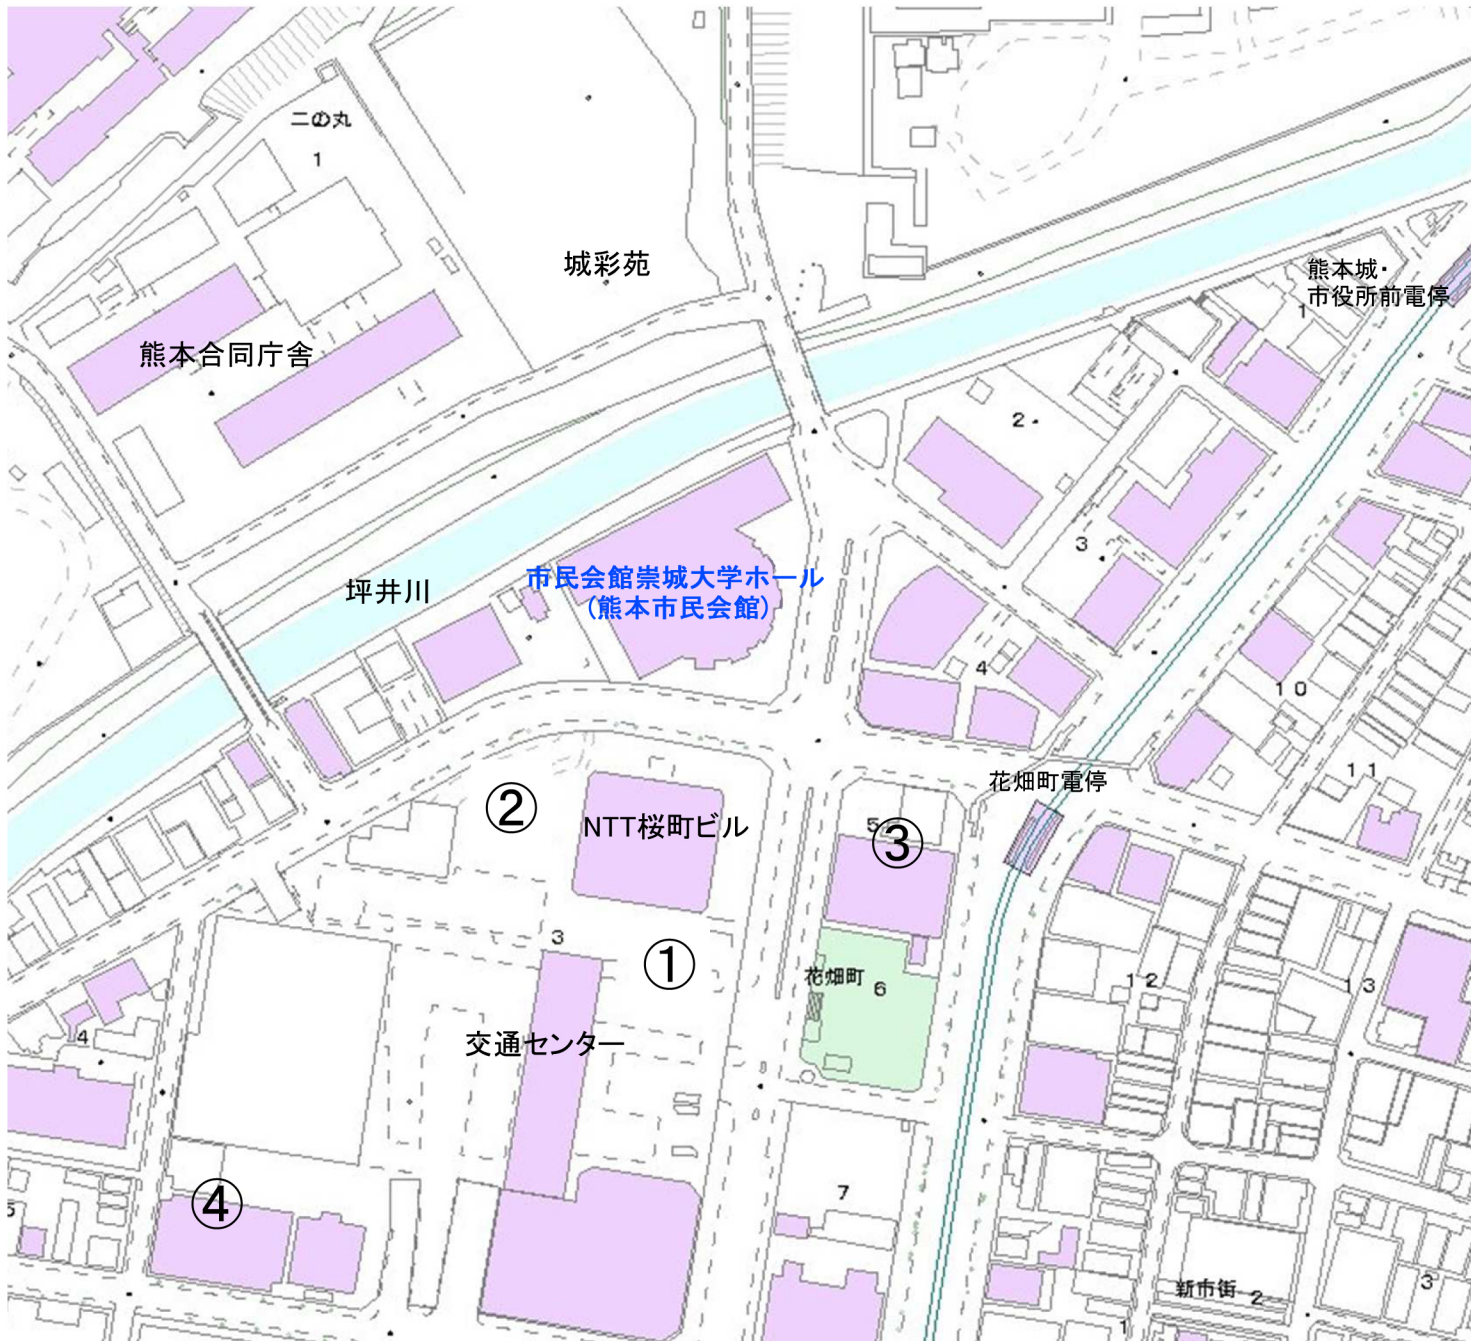 二の丸
1
城彩苑
熊本城・
市役所前電停
1
熊本合同庁舎
2
3
市民会館崇城大学ホール
(熊本市民会館)
坪井川
4
10
花畑町電停
11
②
NTT桜町ビル
5
③
3
①
花畑町
6
12
13
交通センター
4
④
7
5
新市街
2
3
1